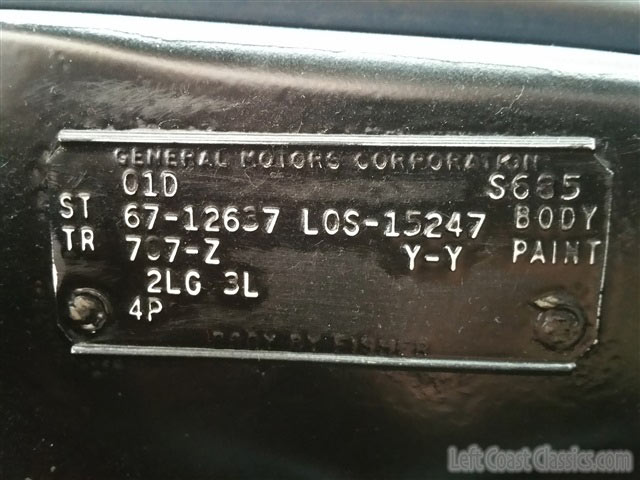 GENERAL MOTORS CORPORATION
01D S685
ST 67-12637 LOS-15247 BODY
TR 707-Z Y-Y PAINT
2LG 3L
4P
BODY BY FISHER
Left Coast Classics.com